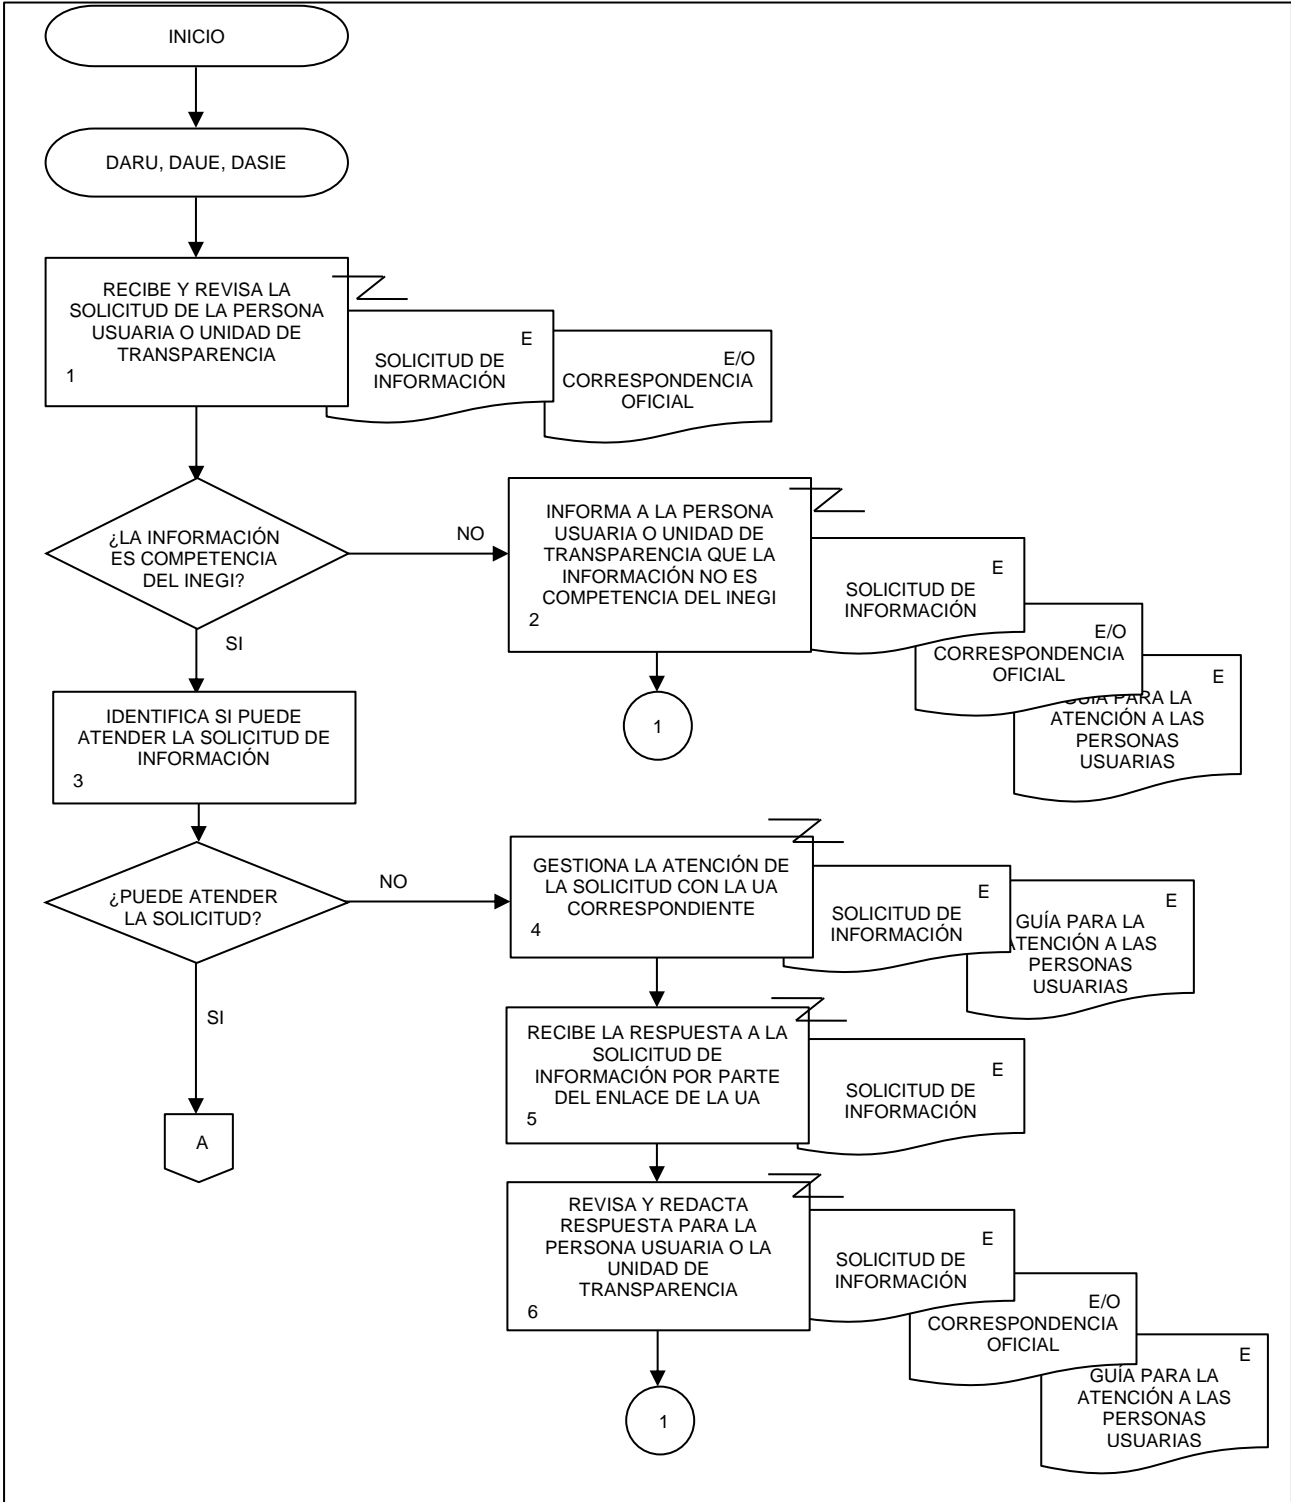 INICIO
DARU, DAUE, DASIE
RECIBE Y REVISA LA
SOLICITUD DE LA PERSONA
USUARIA O UNIDAD DE
TRANSPARENCIA
1
E
SOLICITUD DE
INFORMACIÓN
E/O
CORRESPONDENCIA
OFICIAL
¿LA INFORMACIÓN
ES COMPETENCIA
DEL INEGI?
NO
SI
INFORMA A LA PERSONA
USUARIA O UNIDAD DE
TRANSPARENCIA QUE LA
INFORMACIÓN NO ES
COMPETENCIA DEL INEGI
2
E
SOLICITUD DE
INFORMACIÓN
E/O
CORRESPONDENCIA
OFICIAL
E
GUÍA PARA LA
ATENCIÓN A LAS
PERSONAS
USUARIAS
1
IDENTIFICA SI PUEDE
ATENDER LA SOLICITUD DE
INFORMACIÓN
3
¿PUEDE ATENDER
LA SOLICITUD?
NO
SI
A
GESTIONA LA ATENCIÓN DE
LA SOLICITUD CON LA UA
CORRESPONDIENTE
4
E
SOLICITUD DE
INFORMACIÓN
E
GUÍA PARA LA
ATENCIÓN A LAS
PERSONAS
USUARIAS
RECIBE LA RESPUESTA A LA
SOLICITUD DE
INFORMACIÓN POR PARTE
DEL ENLACE DE LA UA
5
E
SOLICITUD DE
INFORMACIÓN
REVISA Y REDACTA
RESPUESTA PARA LA
PERSONA USUARIA O LA
UNIDAD DE
TRANSPARENCIA
6
E
SOLICITUD DE
INFORMACIÓN
E/O
CORRESPONDENCIA
OFICIAL
E
GUÍA PARA LA
ATENCIÓN A LAS
PERSONAS
USUARIAS
1